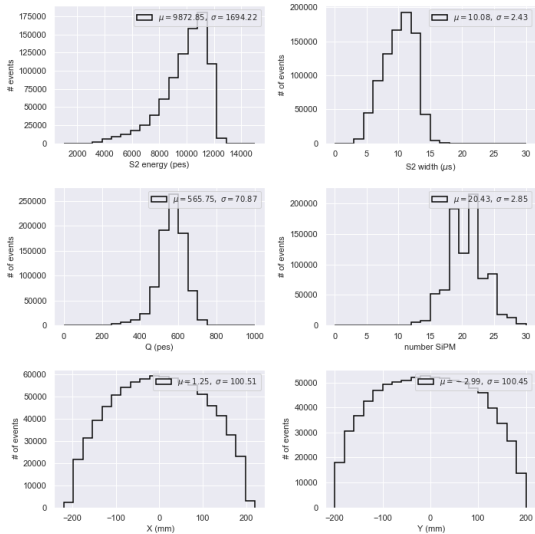 μ=9872.85, σ=1694.22
175000
150000
125000
100000
75000
50000
25000
0
# of events
2000 4000 6000 8000 10000 12000 14000
S2 energy (pes)
μ=10.08, σ=2.43
200000
150000
100000
50000
0
# of events
0 5 10 15 20 25 30
S2 width (μs)
μ=565.75, σ=70.87
250000
200000
150000
100000
50000
0
# of events
0 200 400 600 800 1000
Q (pes)
μ=20.43, σ=2.85
200000
150000
100000
50000
0
# of events
0 5 10 15 20 25 30
number SiPM
μ=1.25, σ=100.51
60000
50000
40000
30000
20000
10000
0
# of events
−200 −100 0 100 200
X (mm)
μ=−2.99, σ=100.45
50000
40000
30000
20000
10000
0
# of events
−200 −100 0 100 200
Y (mm)